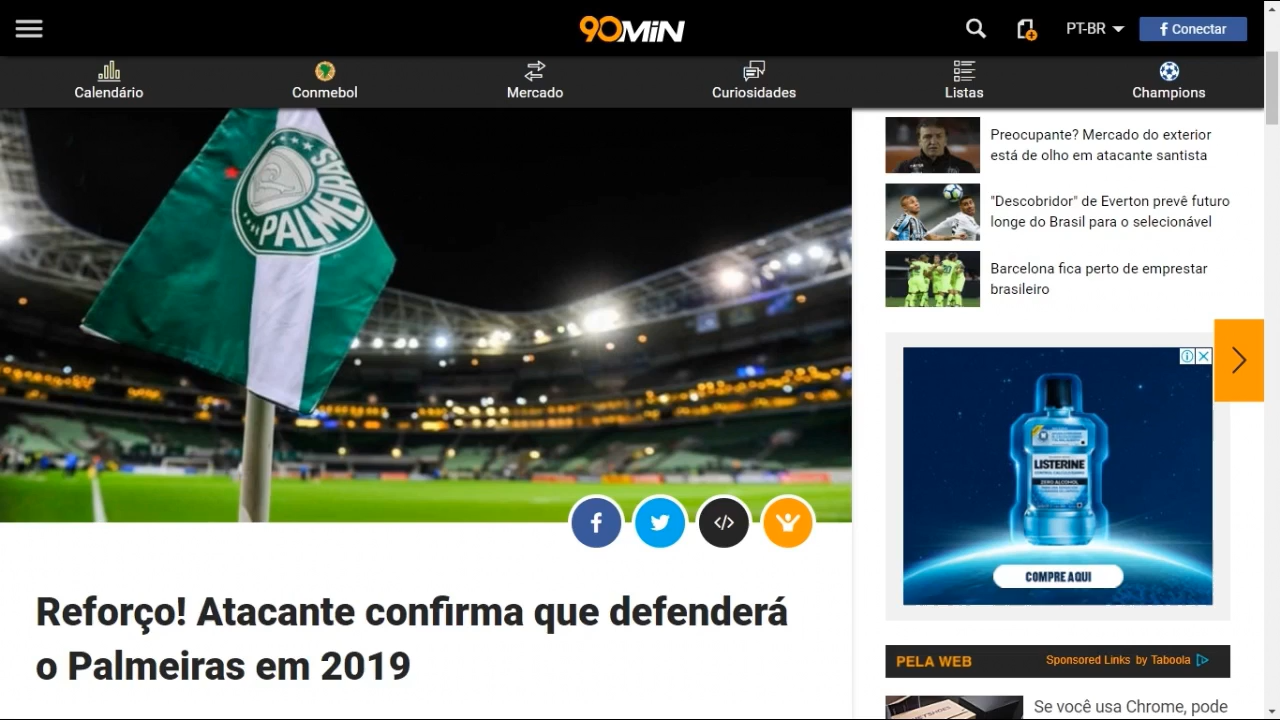 90MiN
PT-BR
f Conectar
Calendário
Conmebol
Mercado
Curiosidades
Listas
Champions
PALMEIRAS
Reforço! Atacante confirma que defenderá
o Palmeiras em 2019
Preocupante? Mercado do exterior
está de olho em atacante santista
"Descobridor" de Everton prevê futuro
longe do Brasil para o selecionável
Barcelona fica perto de emprestar
brasileiro
LISTERINE
ZERO ALCOHOL
COMPRE AQUI
PELA WEB
Sponsored Links by Taboola
Se você usa Chrome, pode